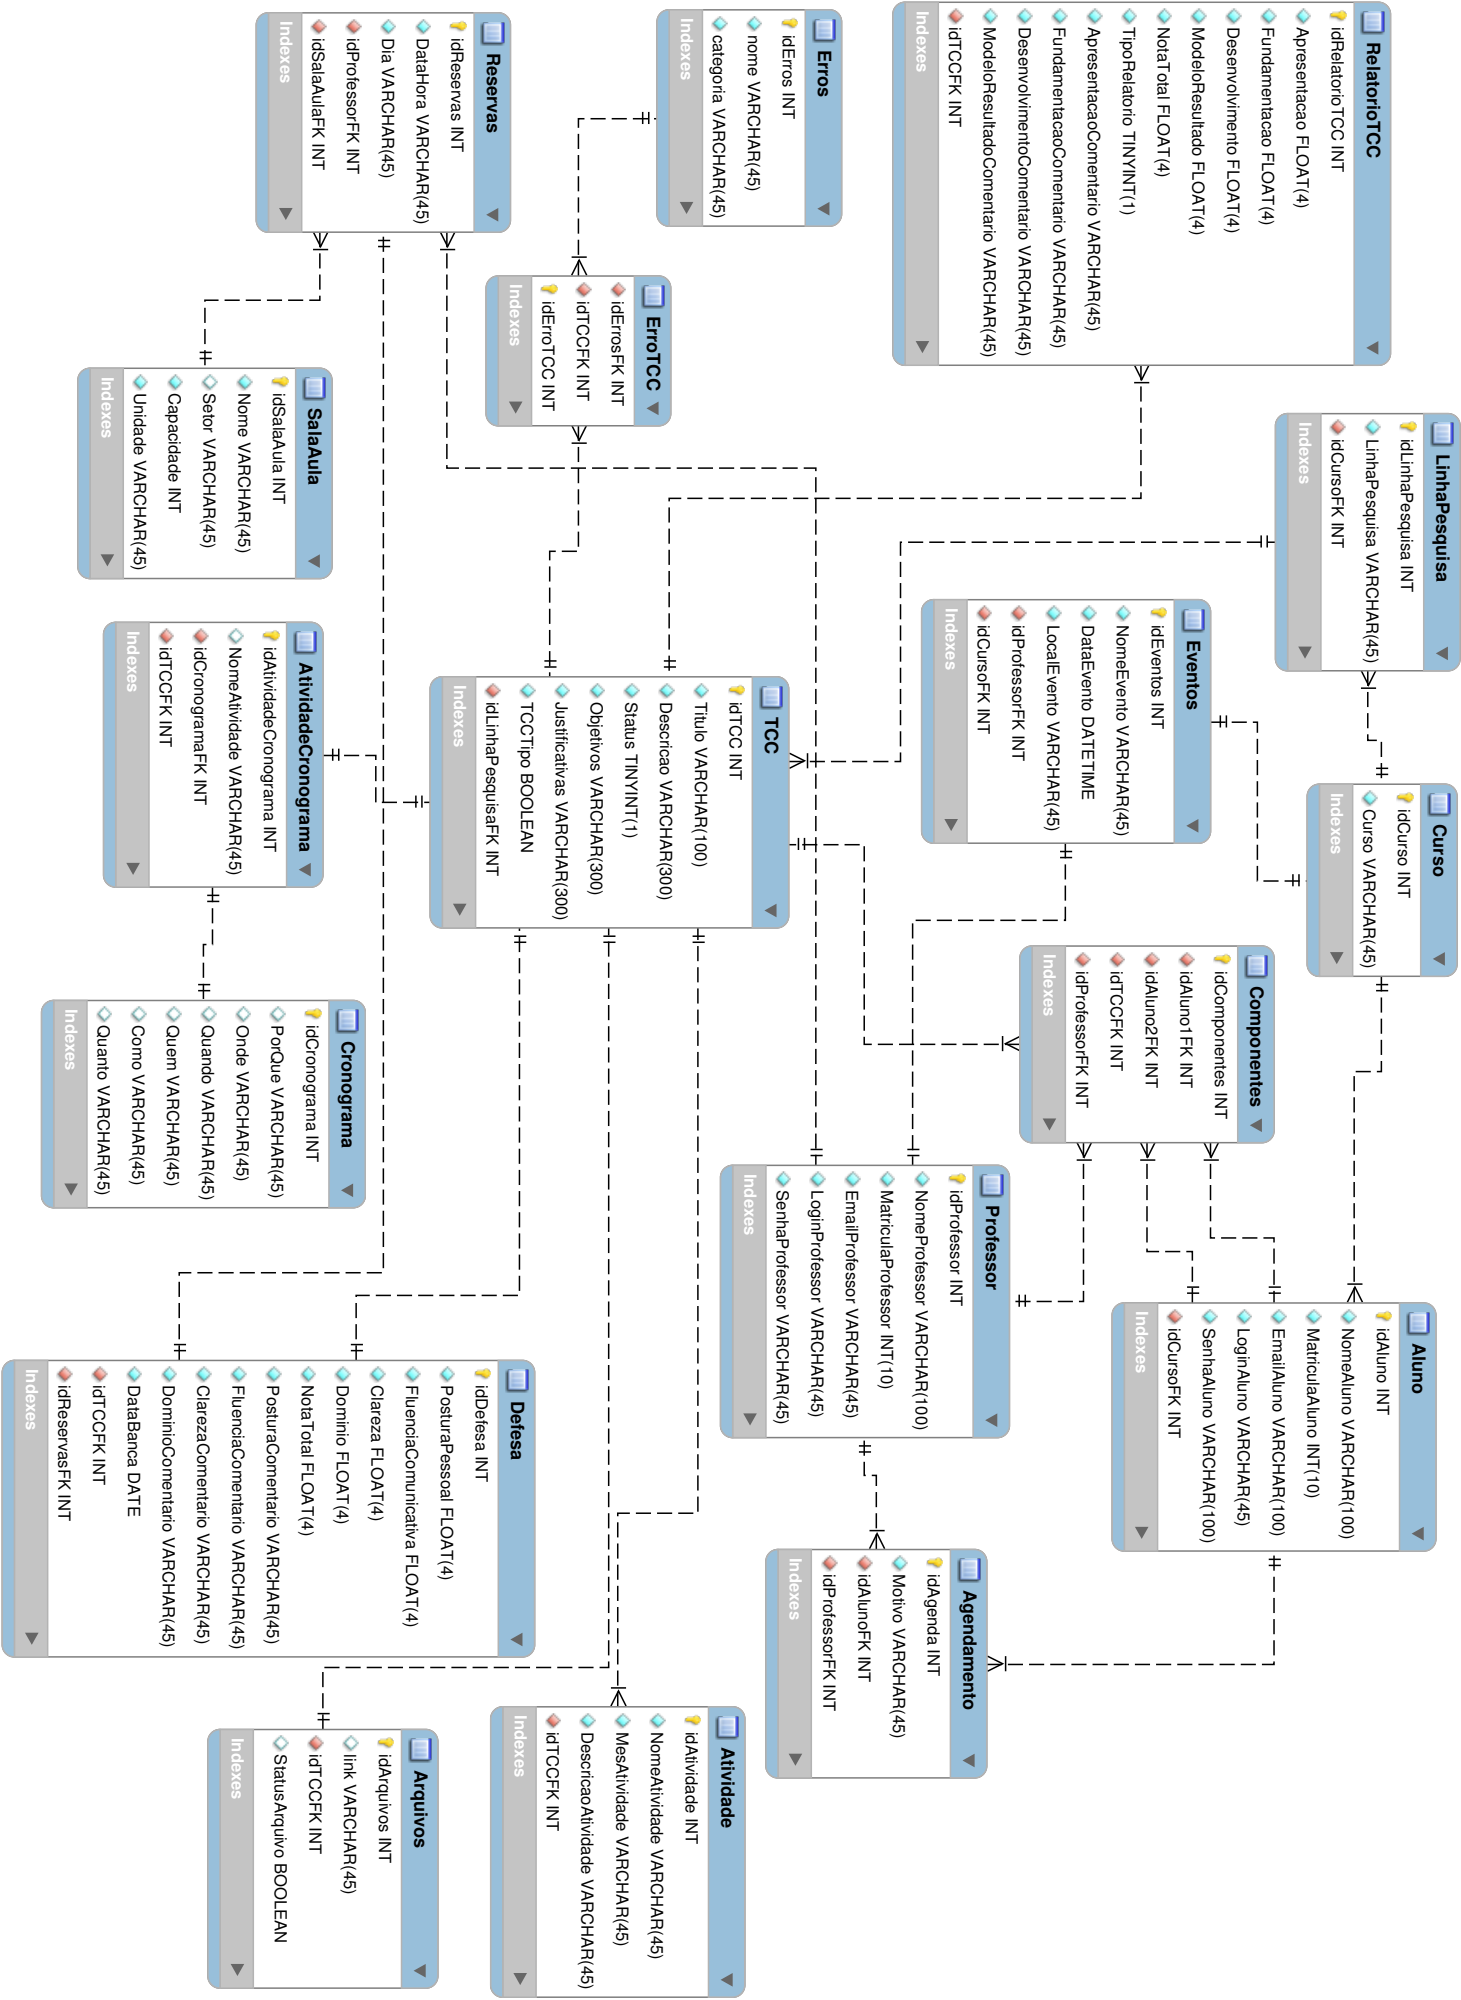 RelatorioTCC
idRelatorioTCC INT
Apresentacao FLOAT(4)
Fundamentacao FLOAT(4)
Desenvolvimento FLOAT(4)
ModeloResultado FLOAT(4)
NotaTotal FLOAT(4)
TipoRelatorio TINYINT(1)
ApresentacaoComentario VARCHAR(45)
FundamentacaoComentario VARCHAR(45)
DesenvolvimentoComentario VARCHAR(45)
ModeloResultadoComentario VARCHAR(45)
idTCCFK INT
Indexes
LinhaPesquisa
idLinhaPesquisa INT
LinhaPesquisa VARCHAR(45)
idCursoFK INT
Indexes
Curso
idCurso INT
Curso VARCHAR(45)
Indexes
Aluno
idAluno INT
NomeAluno VARCHAR(100)
MatriculaAluno INT(10)
EmailAluno VARCHAR(100)
LoginAluno VARCHAR(45)
SenhaAluno VARCHAR(100)
idCursoFK INT
Indexes
Eventos
idEventos INT
NomeEvento VARCHAR(45)
DataEvento DATETIME
LocalEvento VARCHAR(45)
idProfessorFK INT
idCursoFK INT
Indexes
Componentes
idComponentes INT
idAluno1FK INT
idAluno2FK INT
idTCCFK INT
idProfessorFK INT
Indexes
Erros
idErros INT
nome VARCHAR(45)
categoria VARCHAR(45)
Indexes
Professor
idProfessor INT
NomeProfessor VARCHAR(100)
MatriculaProfessor INT(10)
EmailProfessor VARCHAR(45)
LoginProfessor VARCHAR(45)
SenhaProfessor VARCHAR(45)
Indexes
Agendamento
idAgenda INT
Motivo VARCHAR(45)
idAlunoFK INT
idProfessorFK INT
Indexes
ErroTCC
idErrosFK INT
idTCCFK INT
idErroTCC INT
Indexes
TCC
idTCC INT
Titulo VARCHAR(100)
Descricao VARCHAR(300)
Status TINYINT(1)
Objetivos VARCHAR(300)
Justificativas VARCHAR(300)
TCCTipo BOOLEAN
idLinhaPesquisaFK INT
Indexes
Atividade
idAtividade INT
NomeAtividade VARCHAR(45)
MesAtividade VARCHAR(45)
DescricaoAtividade VARCHAR(45)
idTCCFK INT
Indexes
Reservas
idReservas INT
DataHora VARCHAR(45)
Dia VARCHAR(45)
idProfessorFK INT
idSalaAulaFK INT
Indexes
SalaAula
idSalaAula INT
Nome VARCHAR(45)
Setor VARCHAR(45)
Capacidade INT
Unidade VARCHAR(45)
Indexes
AtividadeCronograma
idAtividadeCronograma INT
NomeAtividade VARCHAR(45)
idCronogramaFK INT
idTCCFK INT
Indexes
Cronograma
idCronograma INT
PorQue VARCHAR(45)
Onde VARCHAR(45)
Quando VARCHAR(45)
Quem VARCHAR(45)
Como VARCHAR(45)
Quanto VARCHAR(45)
Indexes
Defesa
idDefesa INT
PosturaPessoal FLOAT(4)
FluenciaComunicativa FLOAT(4)
Clareza FLOAT(4)
Dominio FLOAT(4)
NotaTotal FLOAT(4)
PosturaComentario VARCHAR(45)
FluenciaComentario VARCHAR(45)
ClarezaComentario VARCHAR(45)
DominioComentario VARCHAR(45)
DataBanca DATE
idTCCFK INT
idReservasFK INT
Indexes
Arquivos
idArquivos INT
link VARCHAR(45)
idTCCFK INT
StatusArquivo BOOLEAN
Indexes